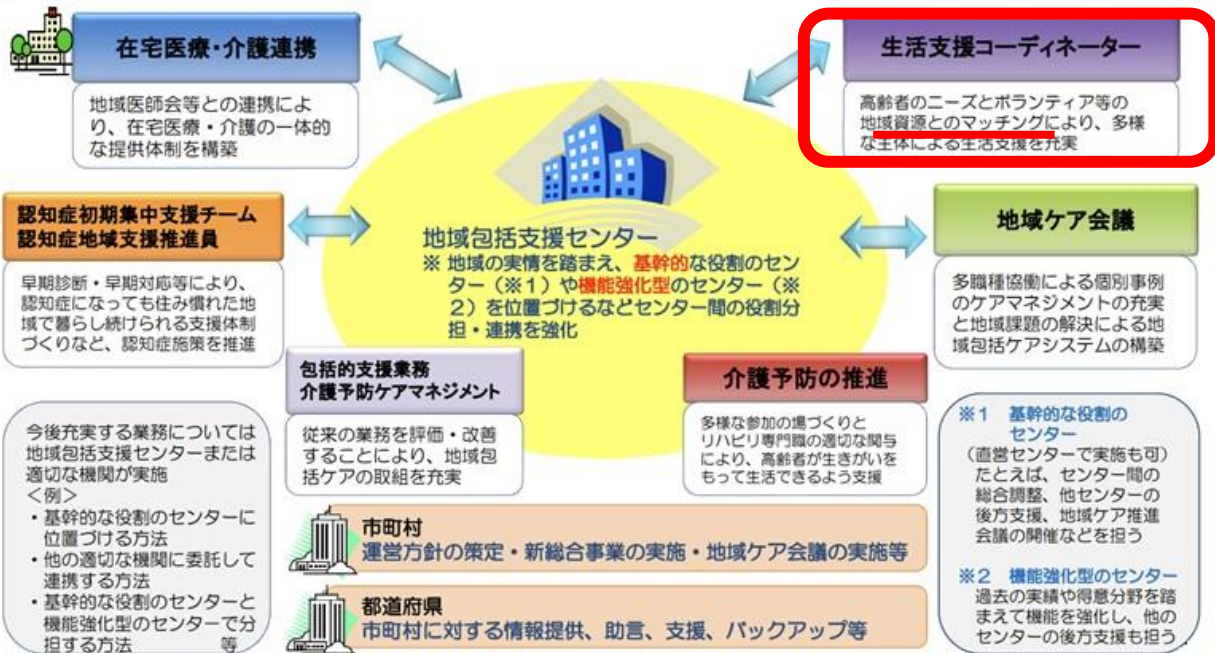 在宅医療・介護連携
地域医師会等との連携によ
り、在宅医療・介護の一体的
な提供体制を構築
生活支援コーディネーター
高齢者のニーズとボランティア等の
地域資源とのマッチングにより、多様
な主体による生活支援を充実
認知症初期集中支援チーム
認知症地域支援推進員
早期診断・早期対応等により、
認知症になっても住み慣れた地
域で暮らし続けられる支援体制
づくりなど、認知症施策を推進
地域包括支援センター
※ 地域の実情を踏まえ、基幹的な役割のセン
ター（※１）や機能強化型のセンター（※
２）を位置づけるなどセンター間の役割分
担・連携を強化
地域ケア会議
多職種協働による個別事例
のケアマネジメントの充実
と地域課題の解決による地
域包括ケアシステムの構築
包括的支援業務
介護予防ケアマネジメント
従来の業務を評価・改善
することにより、地域包
括ケアの取組を充実
介護予防の推進
多様な参加の場づくりと
リハビリ専門職の適切な関与
により、高齢者が生きがいを
もって生活できるよう支援
今後充実する業務については
地域包括支援センターまたは
適切な機関が実施
＜例＞
・基幹的な役割のセンターに
位置づける方法
・他の適切な機関に委託して
連携する方法
・基幹的な役割のセンターと
機能強化型のセンターで分
担する方法 等
市町村
運営方針の策定・新総合事業の実施・地域ケア会議の実施等
都道府県
市町村に対する情報提供、助言、支援、バックアップ等
※１ 基幹的な役割の
センター
（直営センターで実施も可）
たとえば、センター間の
総合調整、他センターの
後方支援、地域ケア推進
会議の開催などを担う
※２ 機能強化型のセンター
過去の実績や得意分野を踏
まえて機能を強化し、他の
センターの後方支援も担う